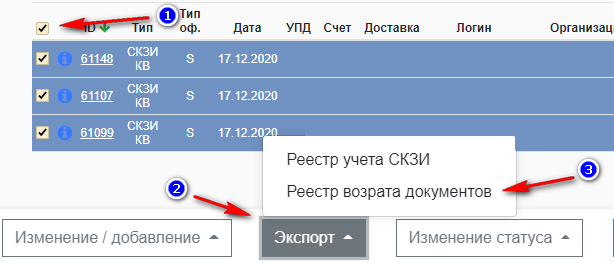 Тип
1
ID Тип оф. Дата УПД Счет Доставка Логин Организац
61148 СКЗИ КВ S 17.12.2020
61107 СКЗИ КВ S 17.12.2020
61099 СКЗИ КВ S 17.12.2020
Реестр учета СКЗИ
2
Реестр возрата документов
3
Изменение / добавление
Экспорт
Изменение статуса